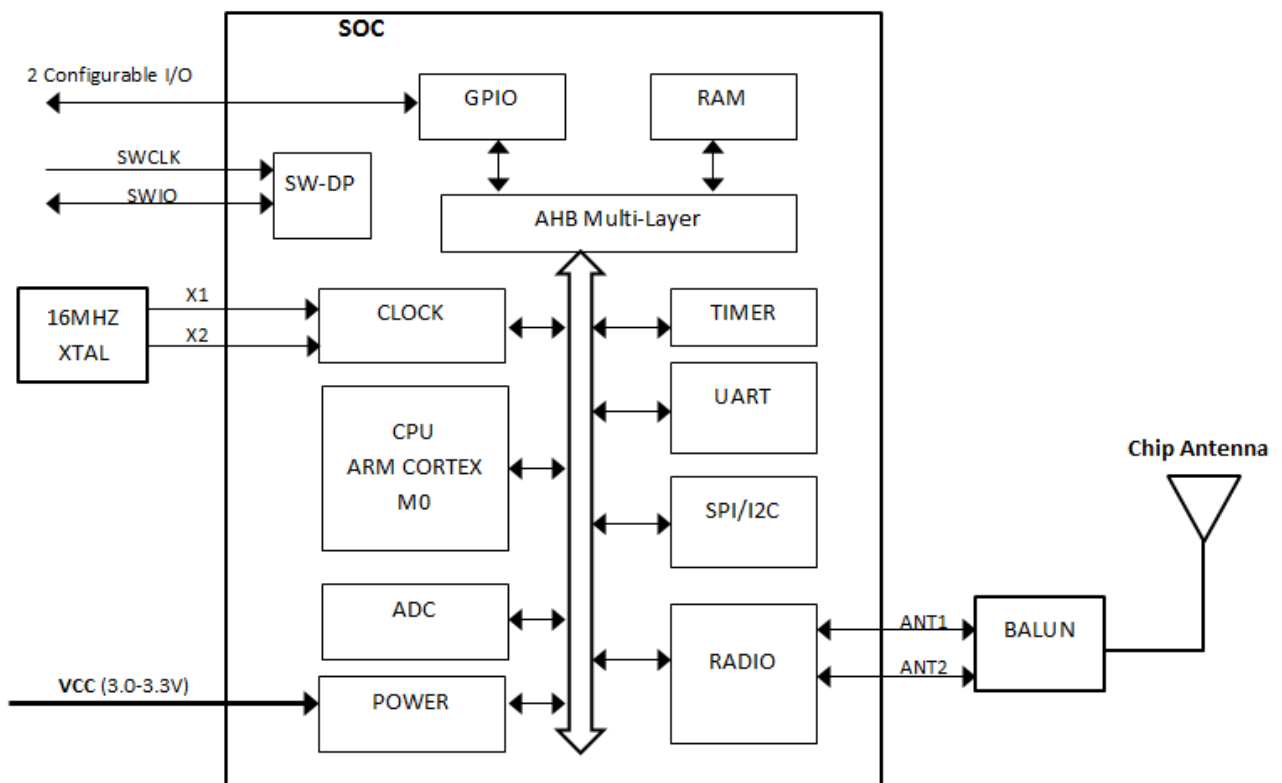 SOC
2 Configurable I/O
GPIO
RAM
SWCLK
SWIO
SW-DP
AHB Multi-Layer
16MHZ
XTAL
X1
X2
CLOCK
TIMER
CPU
ARM CORTEX
M0
UART
SPI/I2C
Chip Antenna
ADC
RADIO
ANT1
ANT2
BALUN
VCC (3.0-3.3V)
POWER